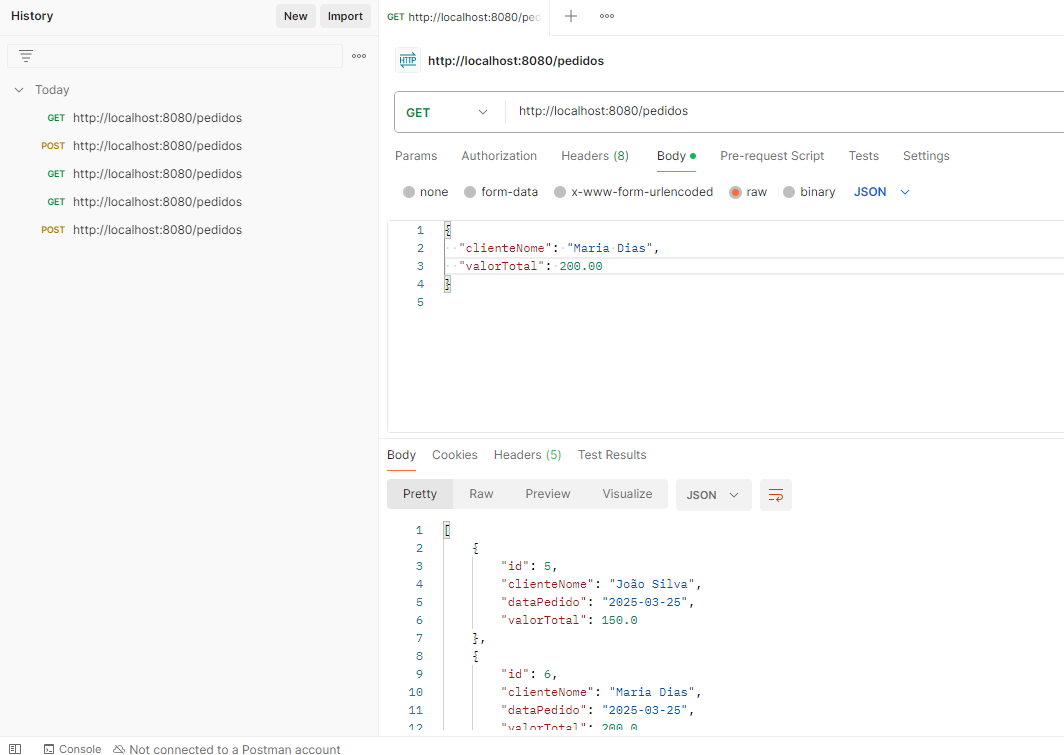 History
New
Import
GET http://localhost:8080/ped
HTTP http://localhost:8080/pedidos
Today
GET http://localhost:8080/pedidos
POST http://localhost:8080/pedidos
GET http://localhost:8080/pedidos
GET http://localhost:8080/pedidos
POST http://localhost:8080/pedidos
GET http://localhost:8080/pedidos
Params Authorization Headers (8) Body Pre-request Script Tests Settings
none form-data x-www-form-urlencoded raw binary JSON
1 {
2 "clienteNome": "Maria Dias",
3 "valorTotal": 200.00
4 }
5
Body Cookies Headers (5) Test Results
Pretty Raw Preview Visualize JSON
1 [
2 {
3 "id": 5,
4 "clienteNome": "João Silva",
5 "dataPedido": "2025-03-25",
6 "valorTotal": 150.0
7 },
8 {
9 "id": 6,
10 "clienteNome": "Maria Dias",
11 "dataPedido": "2025-03-25",
12 "valorTotal": 200.0
Console Not connected to a Postman account